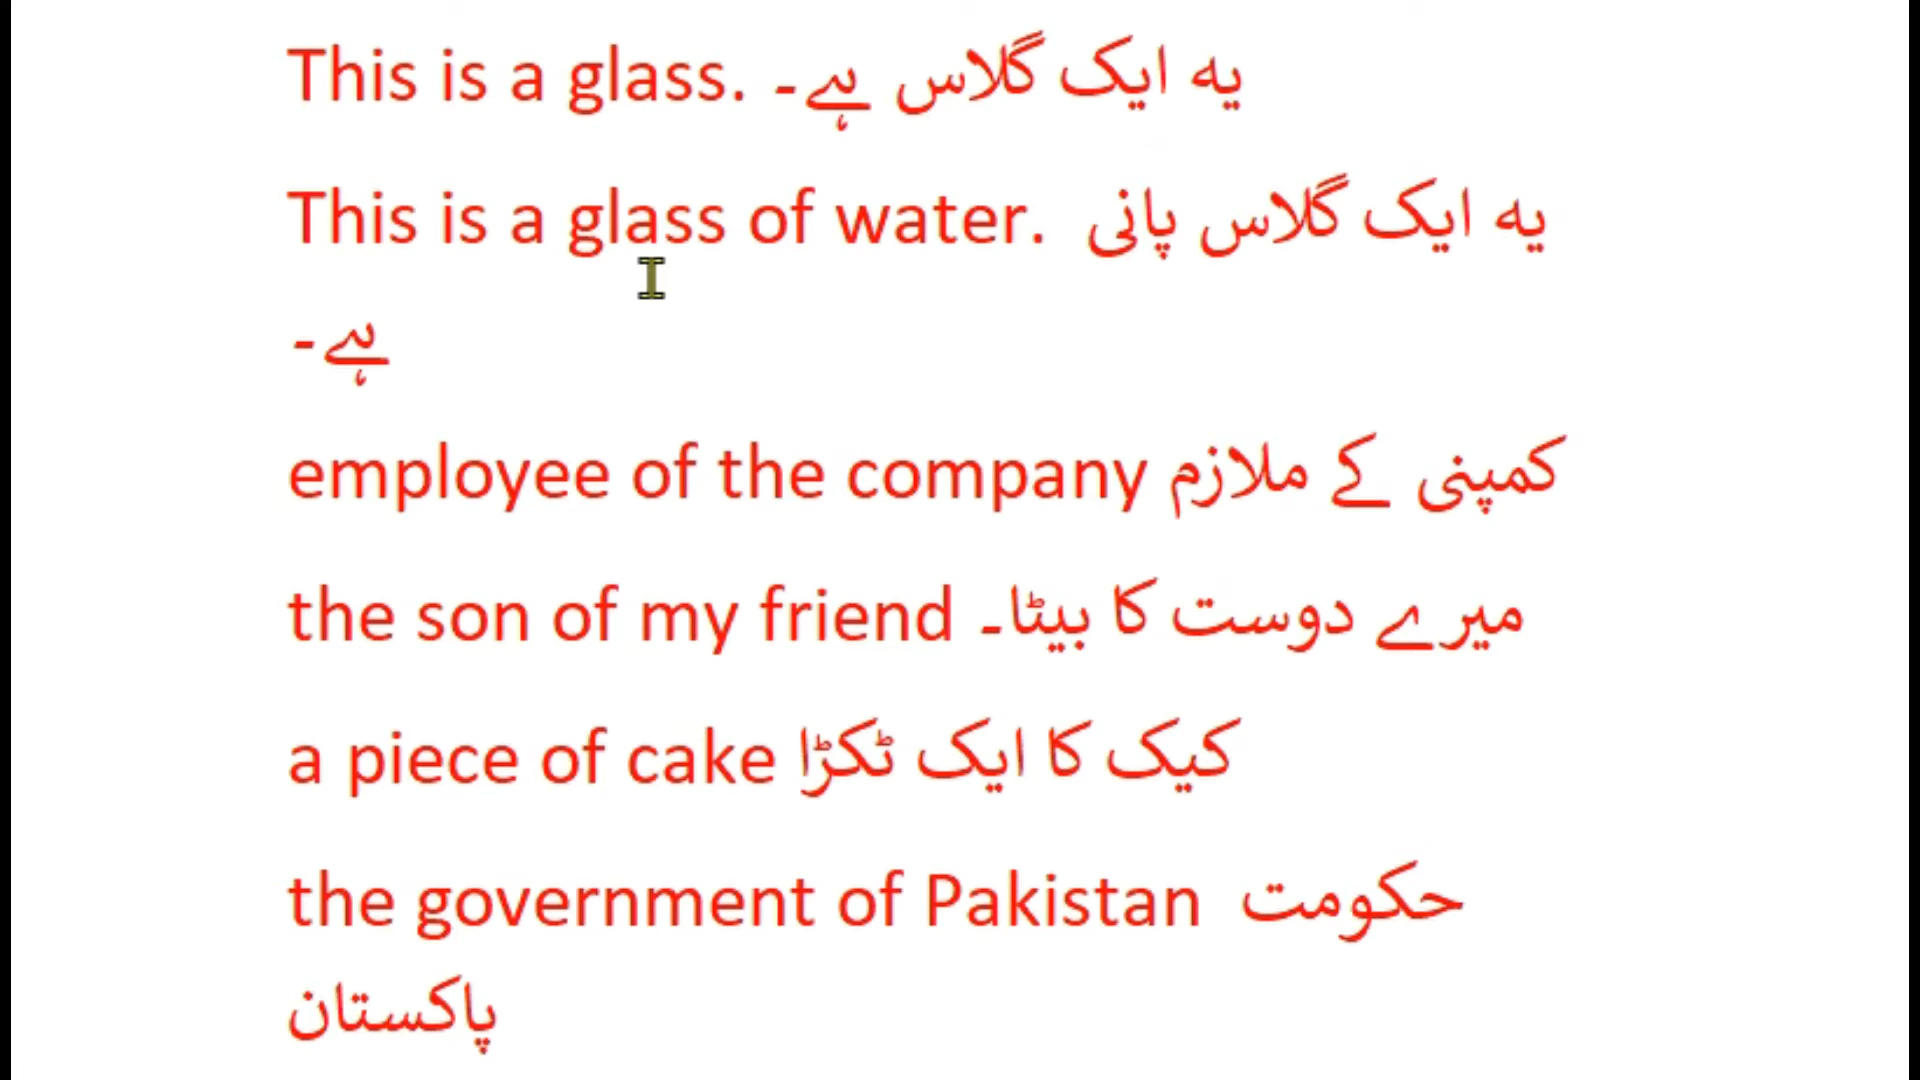 This is a glass. یہ ایک گلاس ہے۔
This is a glass of water. یہ ایک گلاس پانی
ہے۔
employee of the company کمپنی کے ملازم
the son of my friend میرے دوست کا بیٹا۔
a piece of cake کیک کا ایک ٹکڑا
the government of Pakistan حکومت
پاکستان